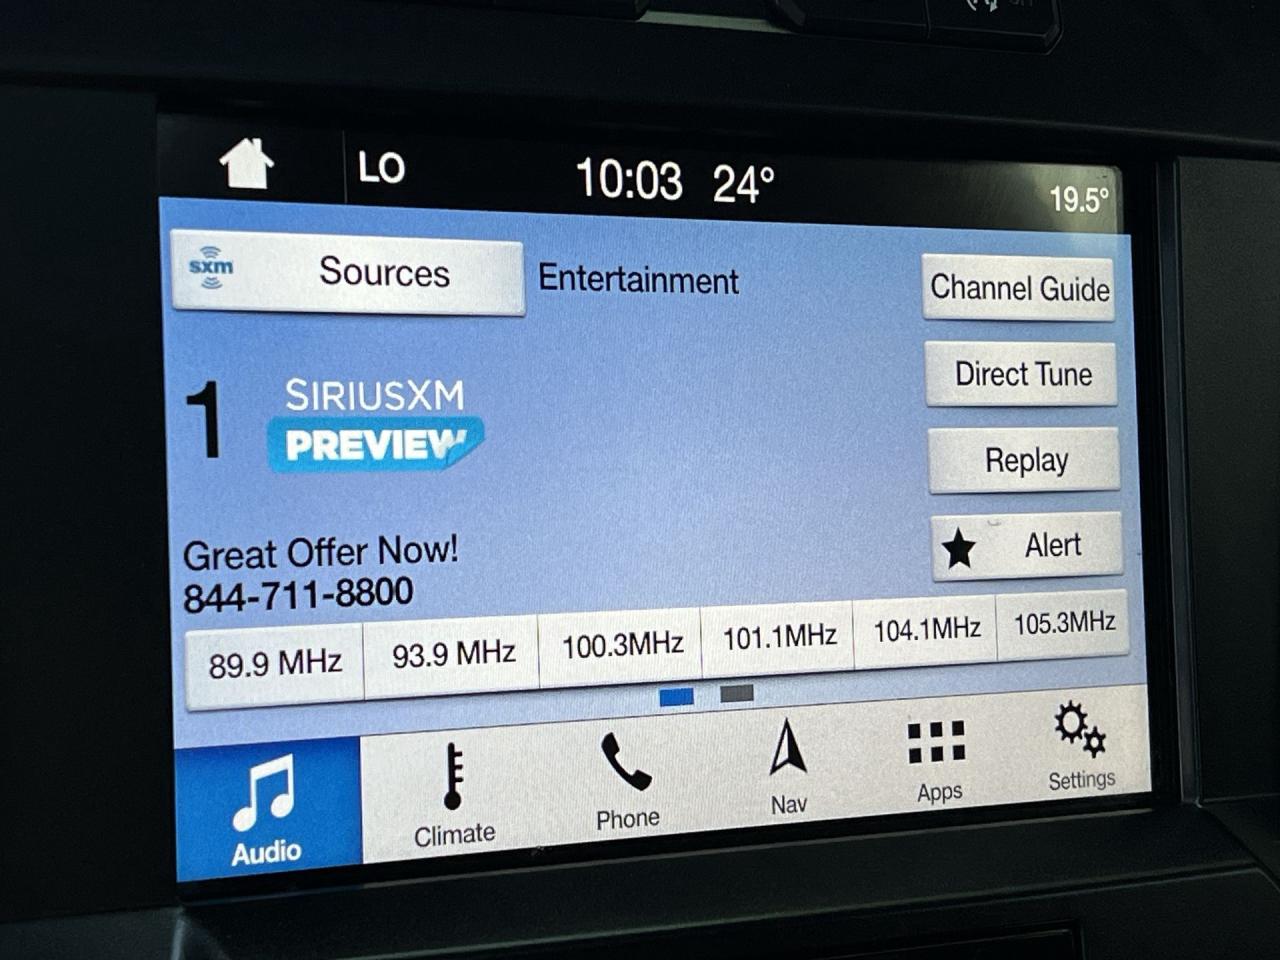 LO 10:03 24° 19.5°
sxm Sources Entertainment Channel Guide
Direct Tune
1 SIRIUSXM
PREVIEW
Replay
Alert
Great Offer Now!
844-711-8800
89.9 MHz 93.9 MHz 100.3MHz 101.1MHz 104.1MHz 105.3MHz
Audio Climate Phone Nav Apps Settings